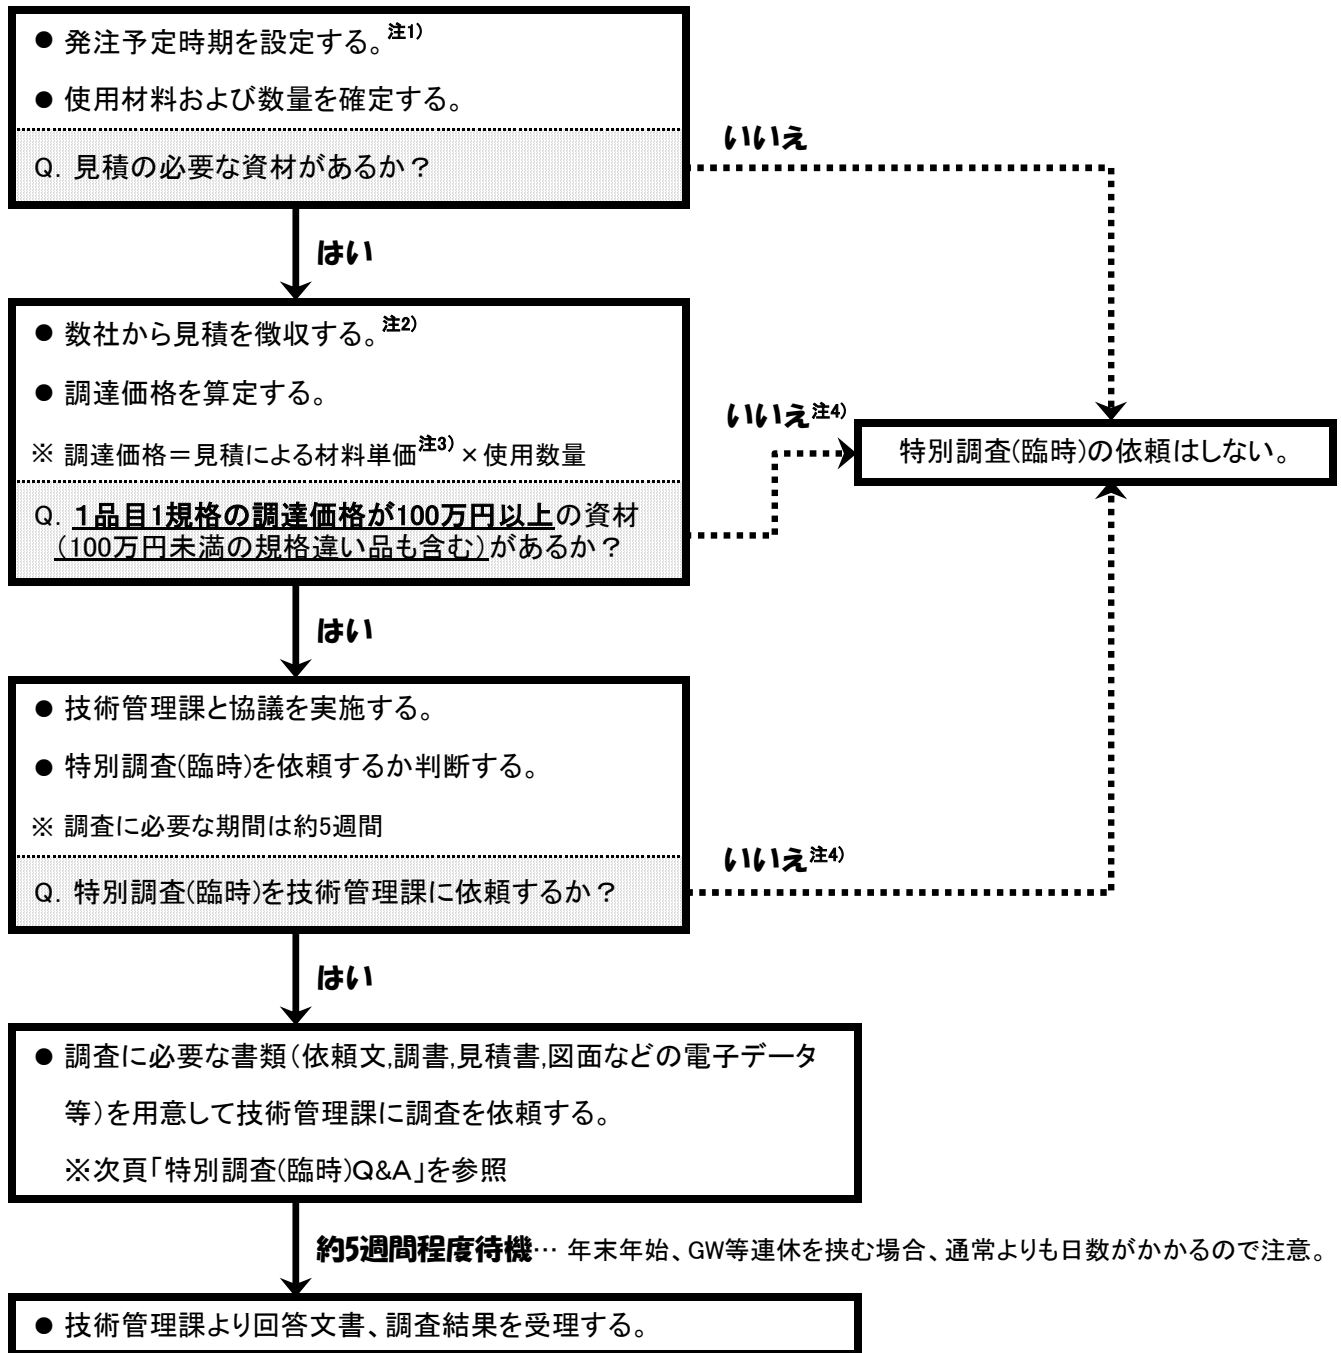 ● 発注予定時期を設定する。注1)
● 使用材料および数量を確定する。
Q. 見積の必要な資材があるか？
いいえ
はい
● 数社から見積を徴収する。注2)
● 調達価格を算定する。
※ 調達価格＝見積による材料単価注3)×使用数量
Q. 1品目1規格の調達価格が100万円以上の資材
(100万円未満の規格違い品も含む)があるか？
いいえ注4)
特別調査(臨時)の依頼はしない。
はい
● 技術管理課と協議を実施する。
● 特別調査(臨時)を依頼するか判断する。
※ 調査に必要な期間は約5週間
Q. 特別調査(臨時)を技術管理課に依頼するか？
いいえ注4)
はい
● 調査に必要な書類(依頼文,調書,見積書,図面などの電子データ
等)を用意して技術管理課に調査を依頼する。
※次頁「特別調査(臨時)Q&A」を参照
約5週間程度待機… 年末年始、GW等連休を挟む場合、通常よりも日数がかかるので注意。
● 技術管理課より回答文書、調査結果を受理する。